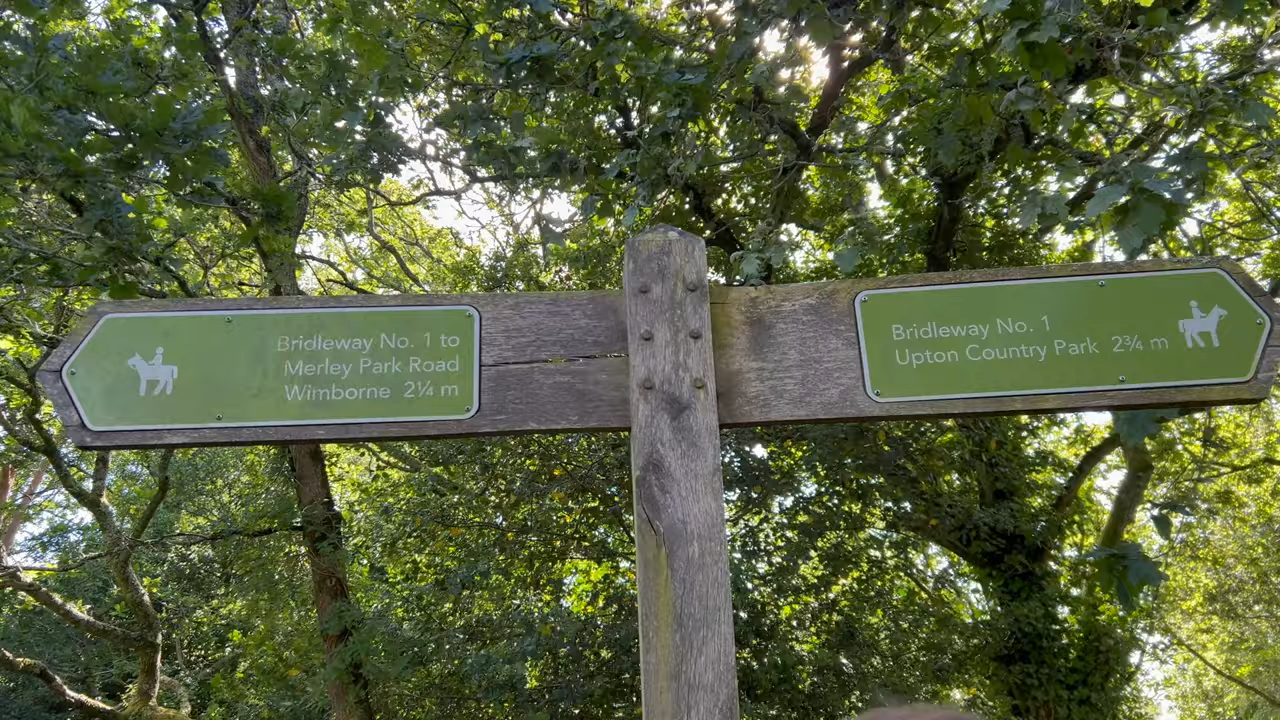 Bridleway No. 1 to
Merley Park Road
Wimborne 2¼ m
Bridleway No. 1
Upton Country Park 2¾ m